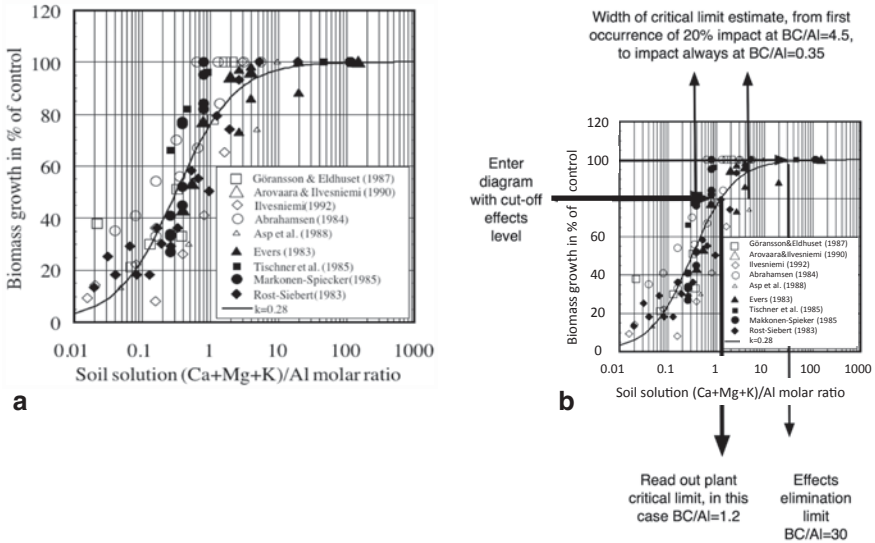 Biomass growth in % of control
120
100
80
60
40
20
0
Göransson & Eldhuset (1987)
Arovaara & Ilvesniemi (1990)
Ilvesniemi(1992)
Abrahamsen (1984)
Asp et al. (1988)
Evers (1983)
Tischner et al.(1985)
Markonen-Spiecker(1985)
Rost-Siebert(1983)
k=0.28
0.01 0.1 1 10 100 1000
Soil solution (Ca+Mg+K)/Al molar ratio
a
Width of critical limit estimate, from first
occurrence of 20% impact at BC/Al=4.5,
to impact always at BC/Al=0.35
Enter
diagram
with cut-off
effects
level
Biomass growth in % of control
120
100
80
60
40
20
0
Göransson&Eldhuset (1987)
Arovaara&Ilvesniemi (1990)
Ilvesniemi (1992)
Abrahamsen (1984)
Asp et al. (1988)
Evers (1983)
Tischner et al. (1985)
Makkonen-Spieker (1985
Rost-Siebert (1983)
k=0.28
0.01 0.1 1 10 100 1000
Soil solution (Ca+Mg+K)/Al molar ratio
b
Read out plant
critical limit, in this
case BC/Al=1.2
Effects
elimination
limit
BC/Al=30